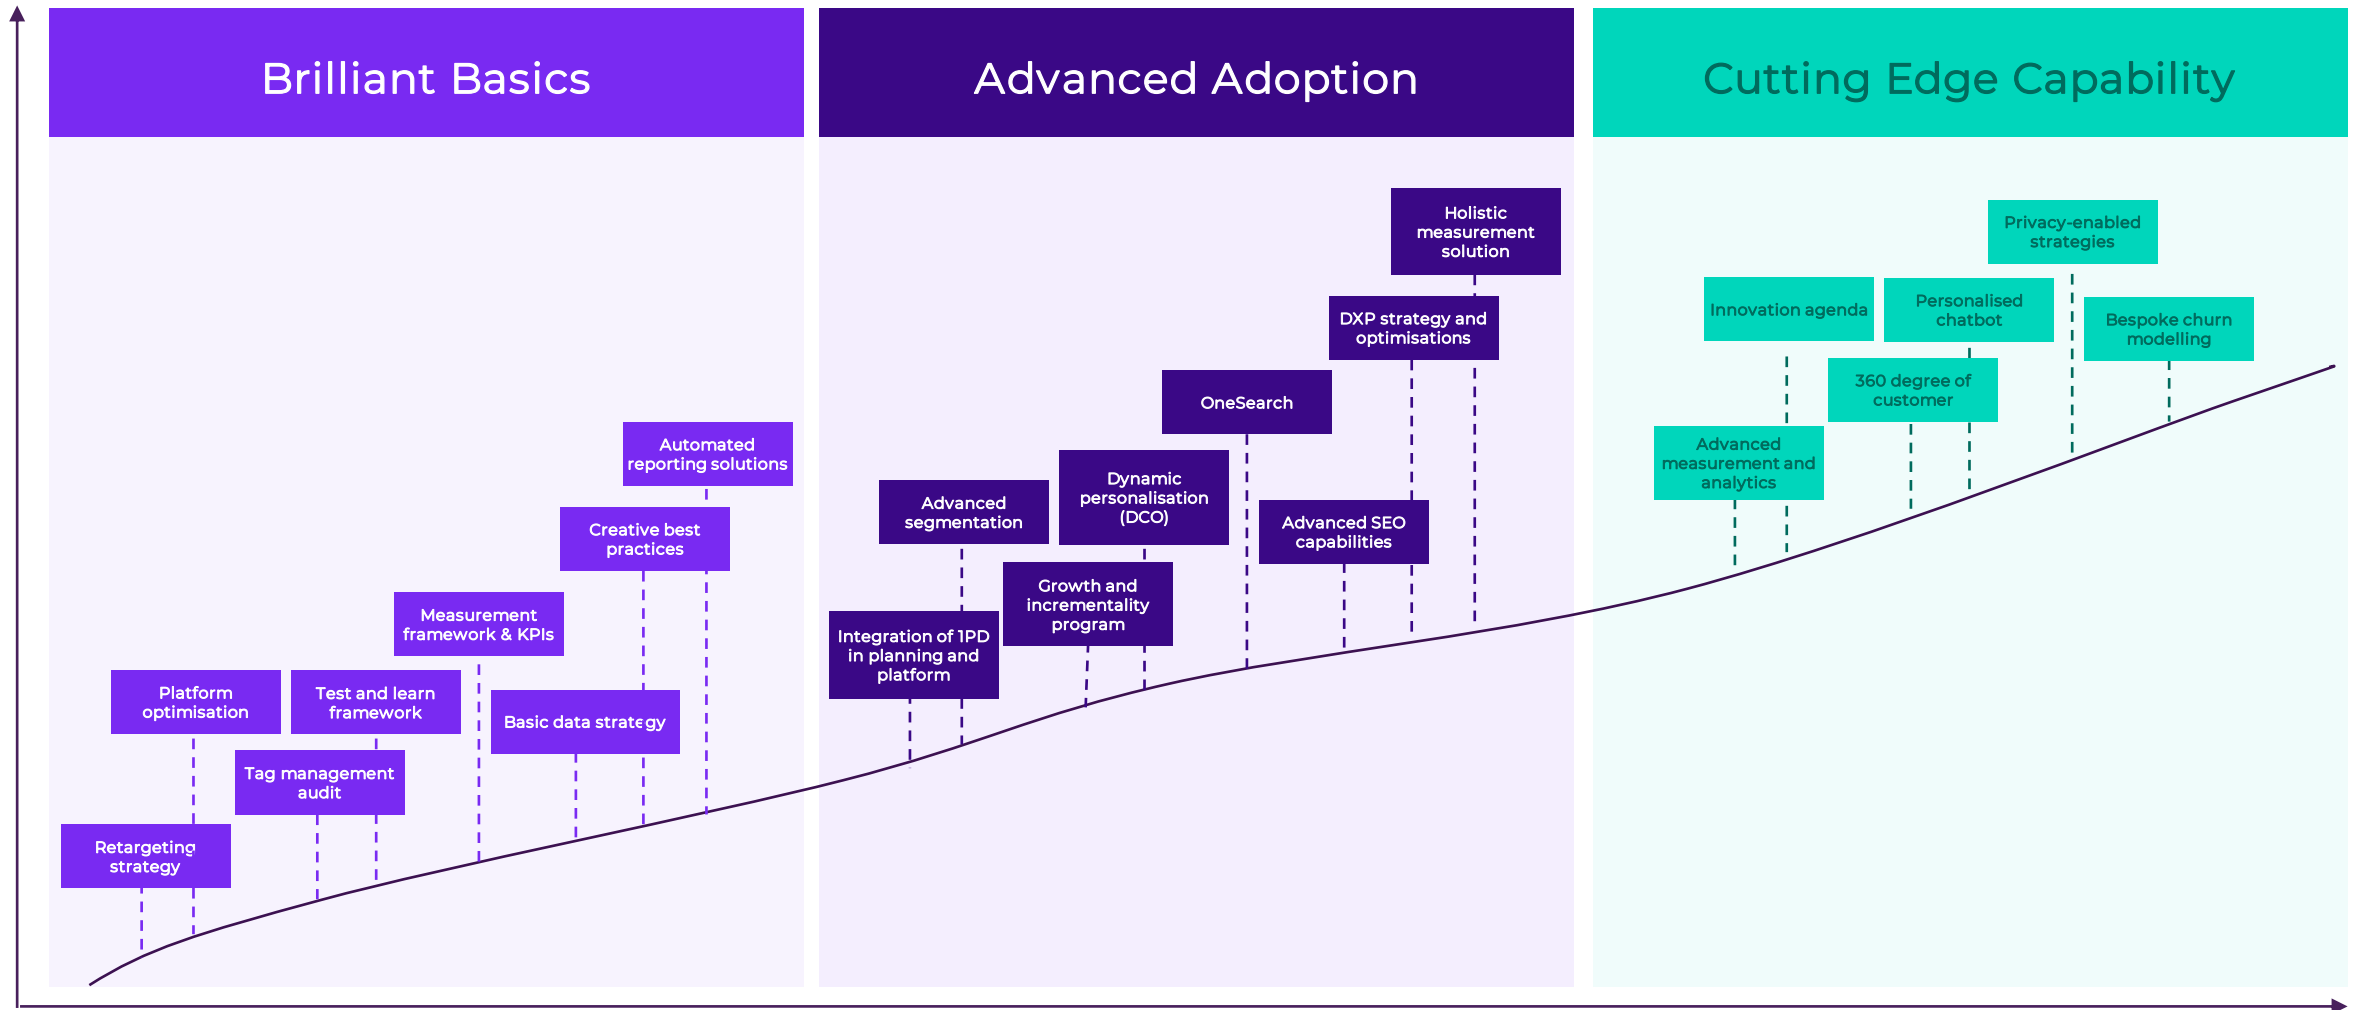 Brilliant Basics
Advanced Adoption
Cutting Edge Capability
Retargeting
strategy
Platform
optimisation
Tag management
audit
Test and learn
framework
Measurement
framework & KPIs
Basic data strategy
Creative best
practices
Automated
reporting solutions
Integration of 1PD
in planning and
platform
Advanced
segmentation
Growth and
incrementality
program
Dynamic
personalisation
(DCO)
OneSearch
Advanced SEO
capabilities
DXP strategy and
optimisations
Holistic
measurement
solution
Advanced
measurement and
analytics
Innovation agenda
360 degree of
customer
Personalised
chatbot
Privacy-enabled
strategies
Bespoke churn
modelling